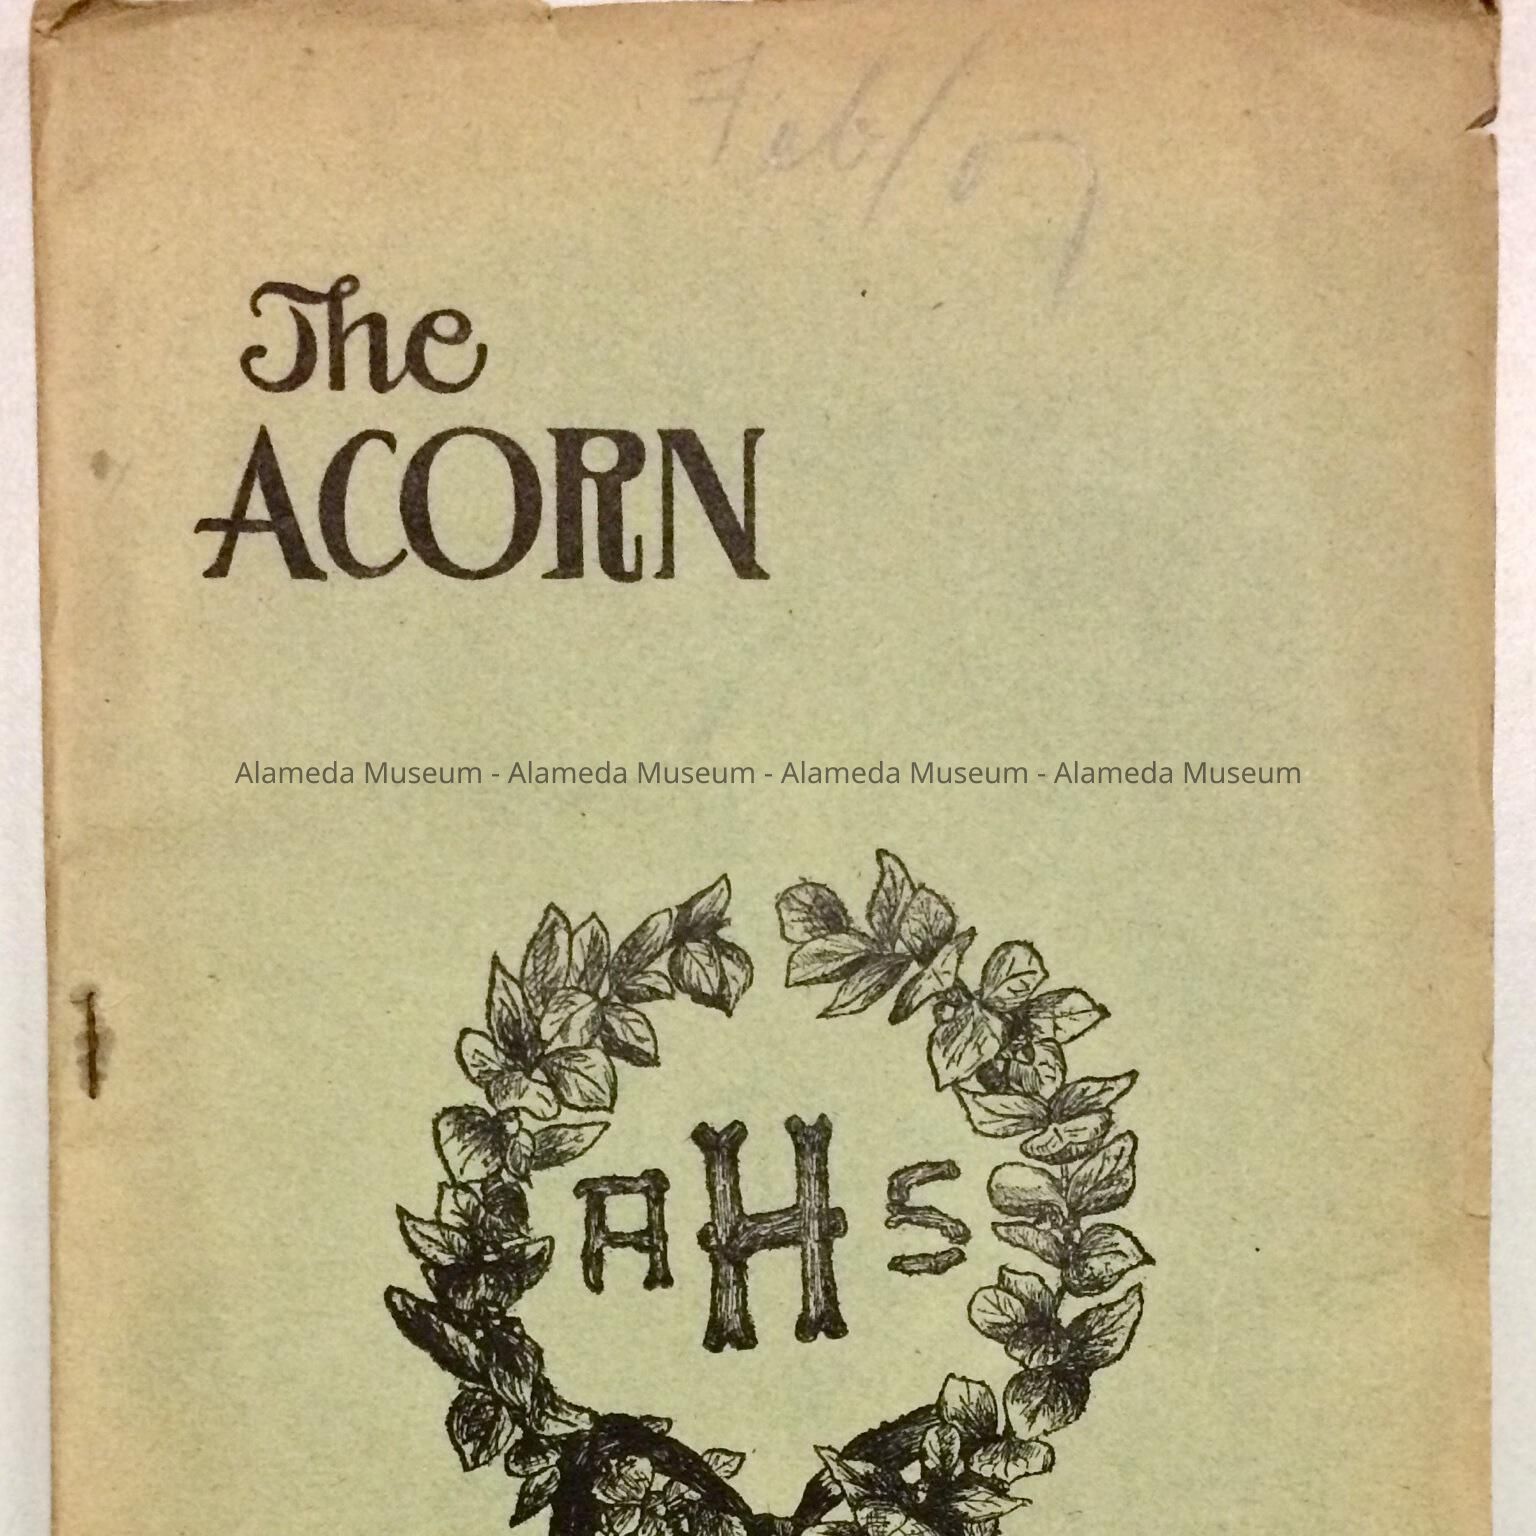 Feb/07
The
ACORN
Alameda Museum - Alameda Museum - Alameda Museum - Alameda Museum
AHS